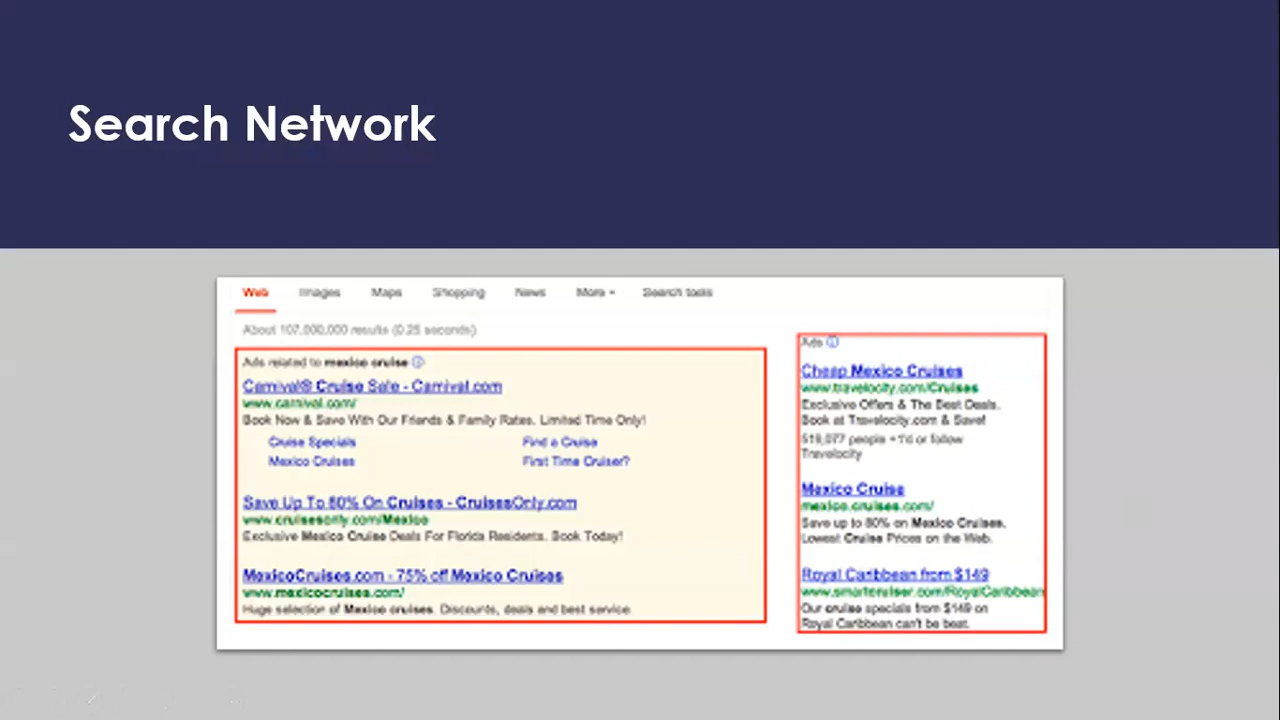 Search Network
Web Images Maps Shopping News More Search tools
About 107,000,000 results (0.25 seconds)
Ads related to mexico cruise
Carnival® Cruise Sale - Carnival.com
www.carnival.com/
Book Now & Save With Our Friends & Family Rates. Limited Time Only!
Cruise Specials Find a Cruise
Mexico Cruises First Time Cruiser?
Save Up To 80% On Cruises - CruisesOnly.com
www.cruisesonly.com/Mexico
Exclusive Mexico Cruise Deals For Florida Residents. Book Today!
MexicoCruises.com - 75% off Mexico Cruises
www.mexicocruises.com/
Huge selection of Mexico cruises. Discounts, deals and best service.
Ads
Cheap Mexico Cruises
www.travelocity.com/Cruises
Exclusive Offers & The Best Deals.
Book at Travelocity.com & Save!
519,077 people +1'd or follow
Travelocity
Mexico Cruise
mexico.cruises.com/
Save up to 80% on Mexico Cruises.
Lowest Cruise Prices on the Web.
Royal Caribbean from $149
www.smartcruiser.com/RoyalCaribbean
Our cruise specials from $149 on
Royal Caribbean can't be beat.